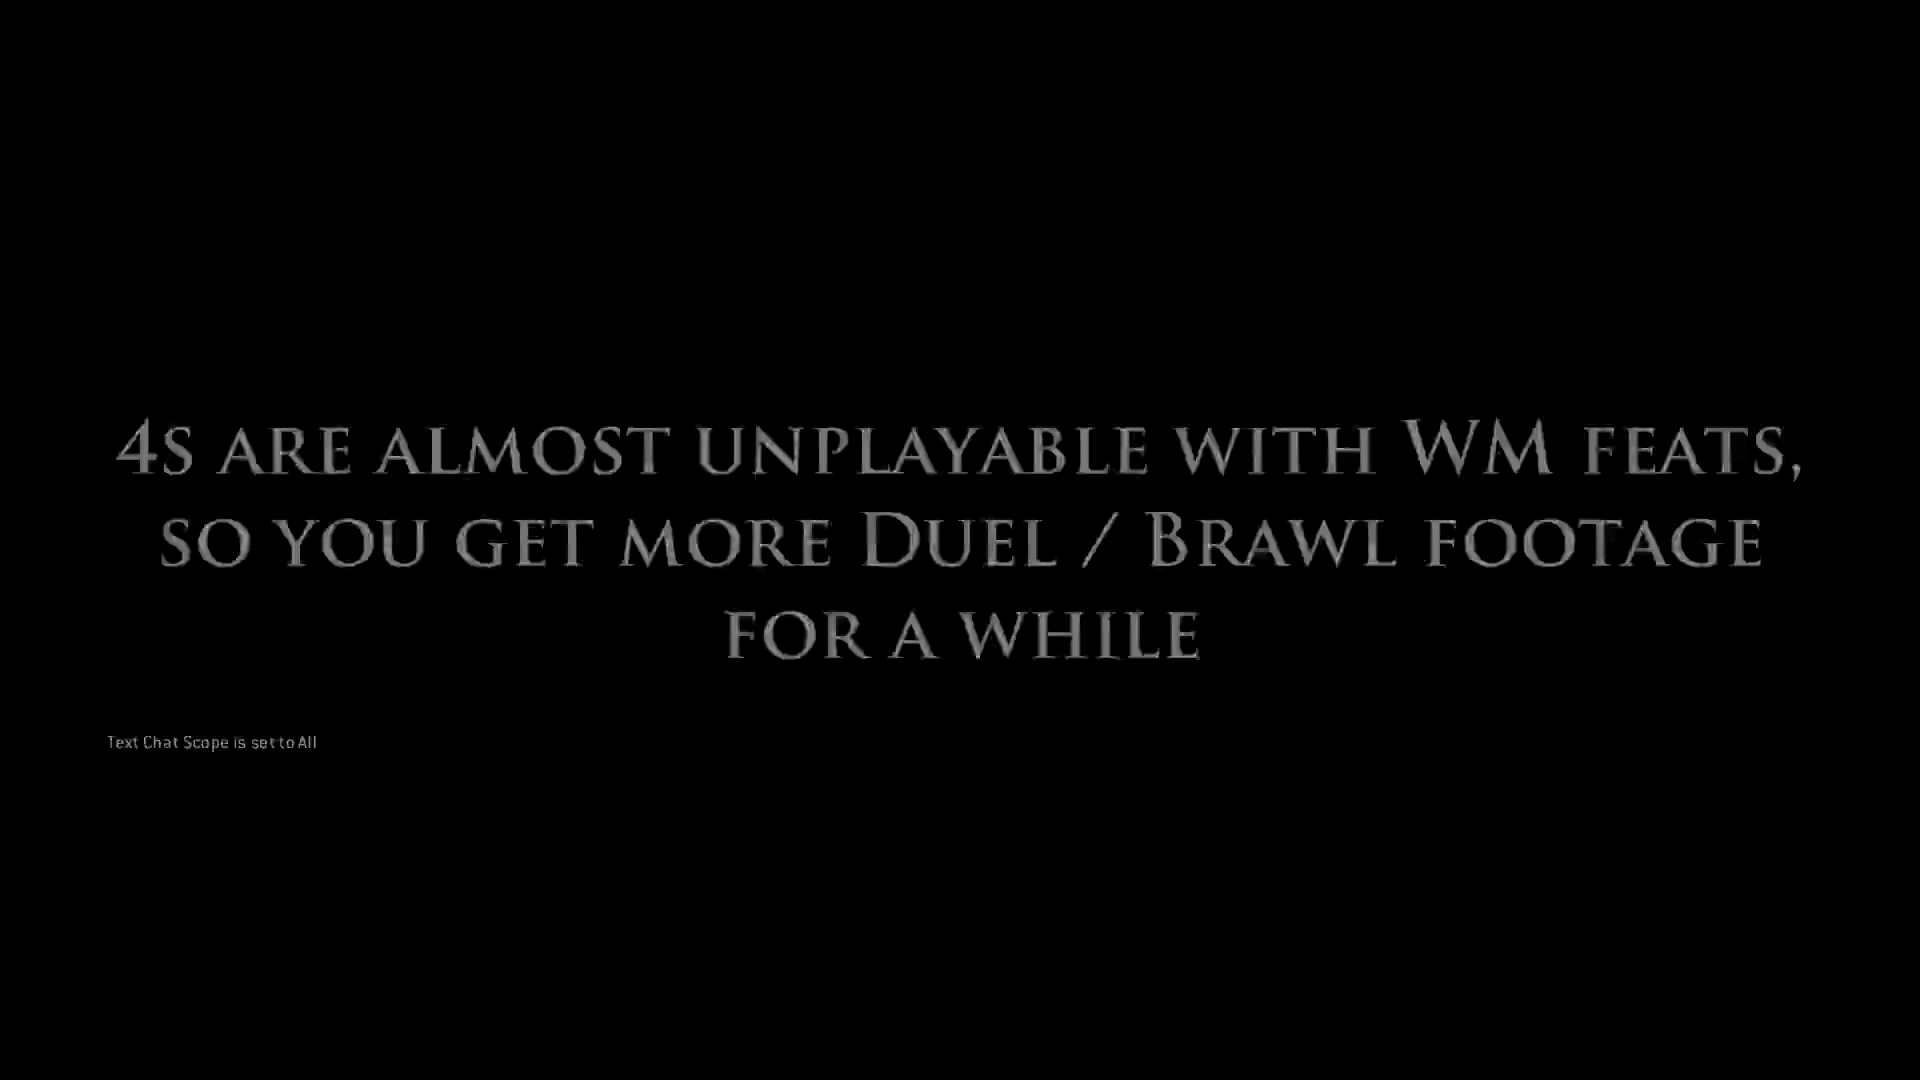 4s are almost unplayable with WM feats,
so you get more Duel / Brawl footage
for a while
Text Chat Scope is set to All